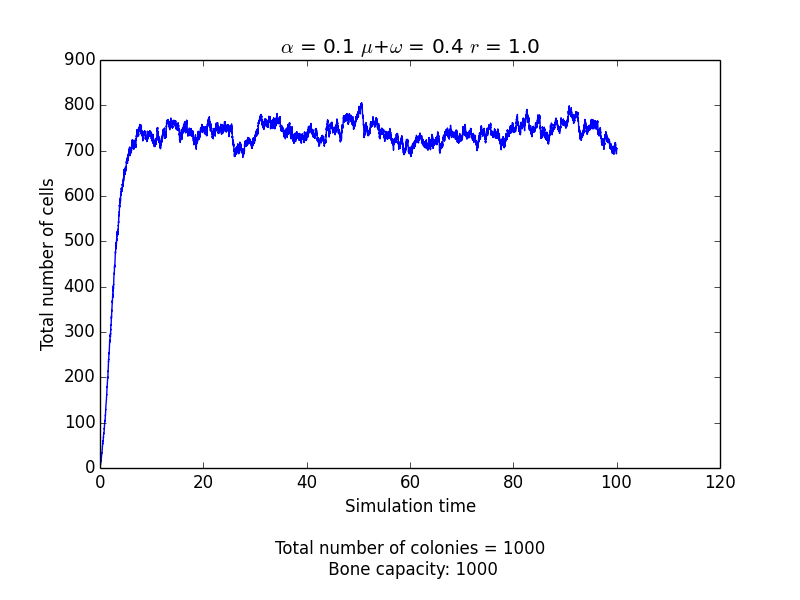 α = 0.1 μ+ω = 0.4 r = 1.0
900
800
700
600
500
400
300
200
100
0
Total number of cells
0 20 40 60 80 100 120
Simulation time
Total number of colonies = 1000
Bone capacity: 1000